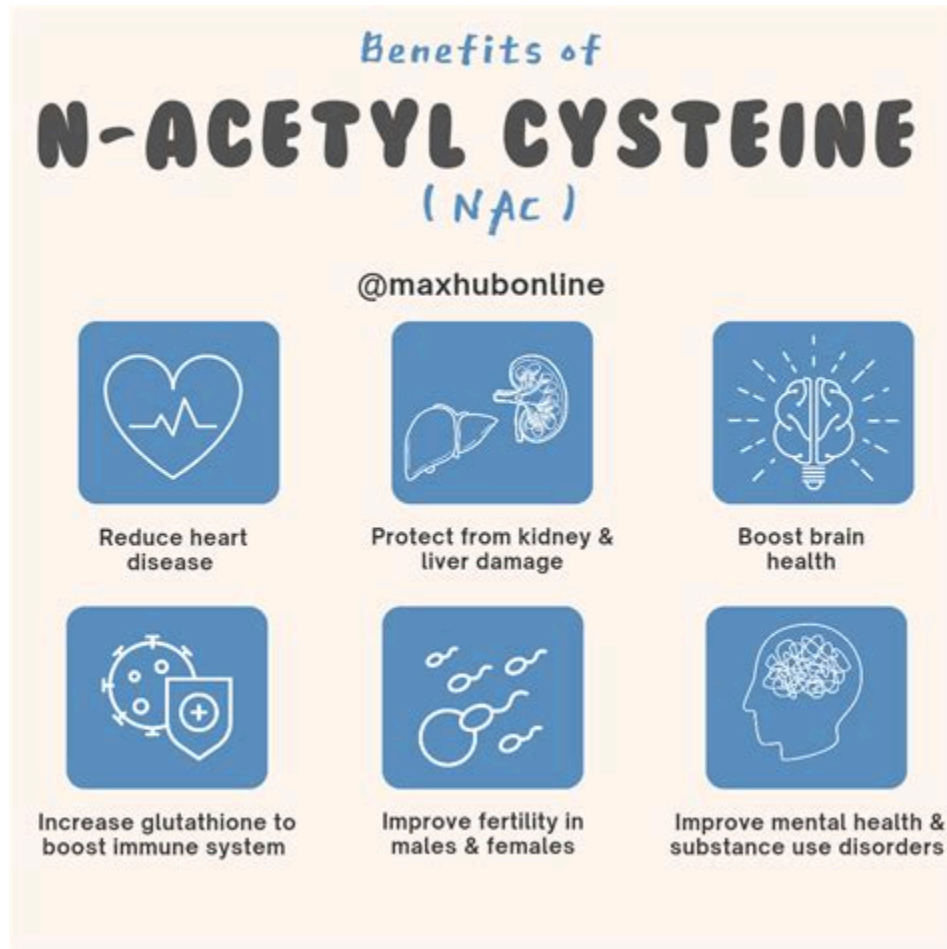 Benefits of
N-ACETYL CYSTEINE
(NAC)
@maxhubonline
Reduce heart
disease
Protect from kidney &
liver damage
Boost brain
health
Increase glutathione to
boost immune system
Improve fertility in
males & females
Improve mental health &
substance use disorders